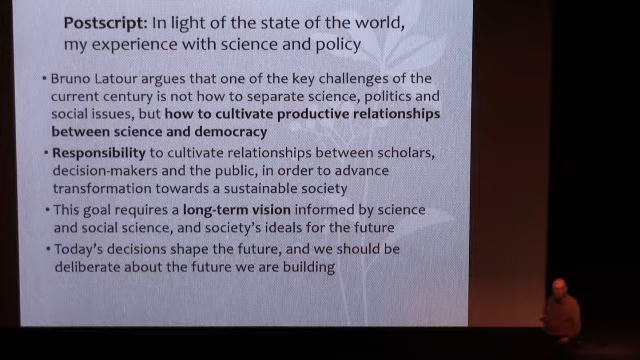 Postscript: In light of the state of the world,
my experience with science and policy
• Bruno Latour argues that one of the key challenges of the
current century is not how to separate science, politics and
social issues, but how to cultivate productive relationships
between science and democracy
• Responsibility to cultivate relationships between scholars,
decision-makers and the public, in order to advance
transformation towards a sustainable society
• This goal requires a long-term vision informed by science
and social science, and society's ideals for the future
• Today's decisions shape the future, and we should be
deliberate about the future we are building